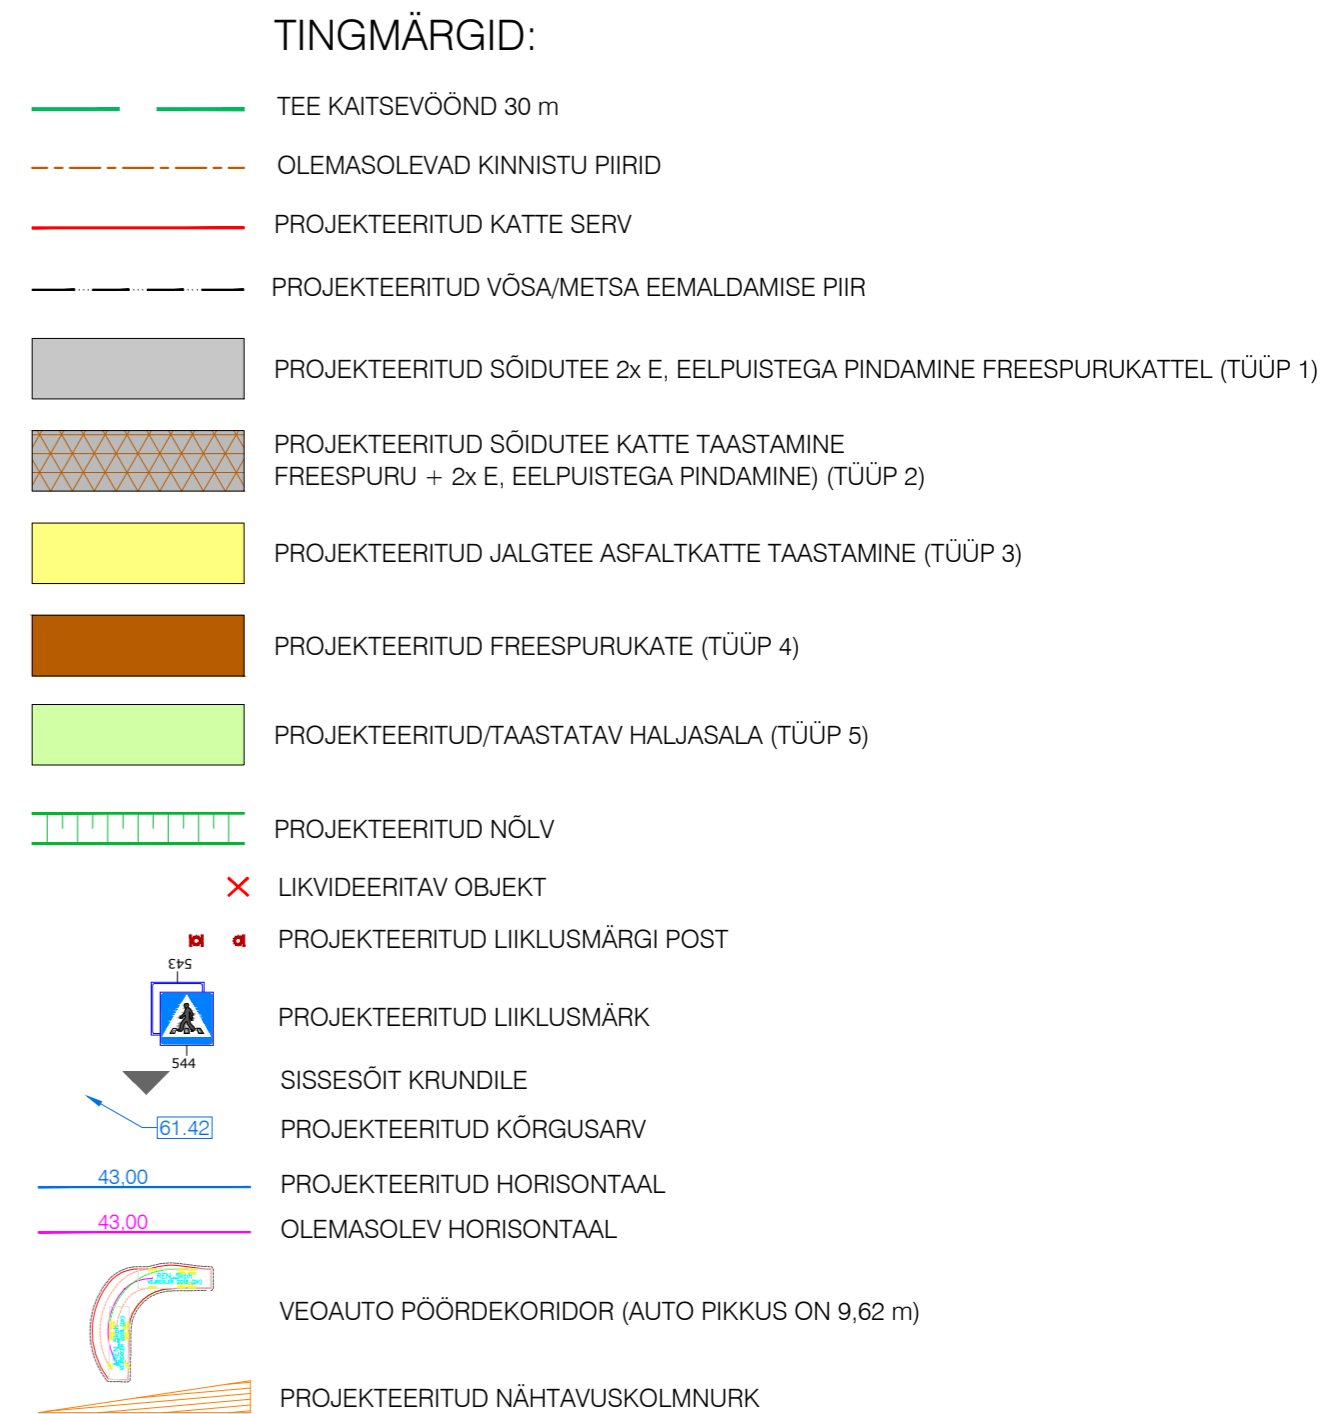 TINGMÄRGID:
TEE KAITSEVÖÖND 30 m
OLEMASOLEVAD KINNISTU PIIRID
PROJEKTEERITUD KATTE SERV
PROJEKTEERITUD VÕSA/METSA EEMALDAMISE PIIR
PROJEKTEERITUD SÕIDUTEE 2x E, EELPUISTEGA PINDAMINE FREESPURUKATTEL (TÜÜP 1)
PROJEKTEERITUD SÕIDUTEE KATTE TAASTAMINE
FREESPURU + 2x E, EELPUISTEGA PINDAMINE) (TÜÜP 2)
PROJEKTEERITUD JALGTEE ASFALTKATTE TAASTAMINE (TÜÜP 3)
PROJEKTEERITUD FREESPURUKATE (TÜÜP 4)
PROJEKTEERITUD/TAASTATAV HALJASALA (TÜÜP 5)
PROJEKTEERITUD NÕLV
LIKVIDEERITAV OBJEKT
PROJEKTEERITUD LIIKLUSMÄRGI POST
543
PROJEKTEERITUD LIIKLUSMÄRK
544
SISSESÕIT KRUNDILE
61.42
PROJEKTEERITUD KÕRGUSARV
43,00
PROJEKTEERITUD HORISONTAAL
43,00
OLEMASOLEV HORISONTAAL
VEOAUTO PÖÖRDEKORIDOR (AUTO PIKKUS ON 9,62 m)
PROJEKTEERITUD NÄHTAVUSKOLMNURK